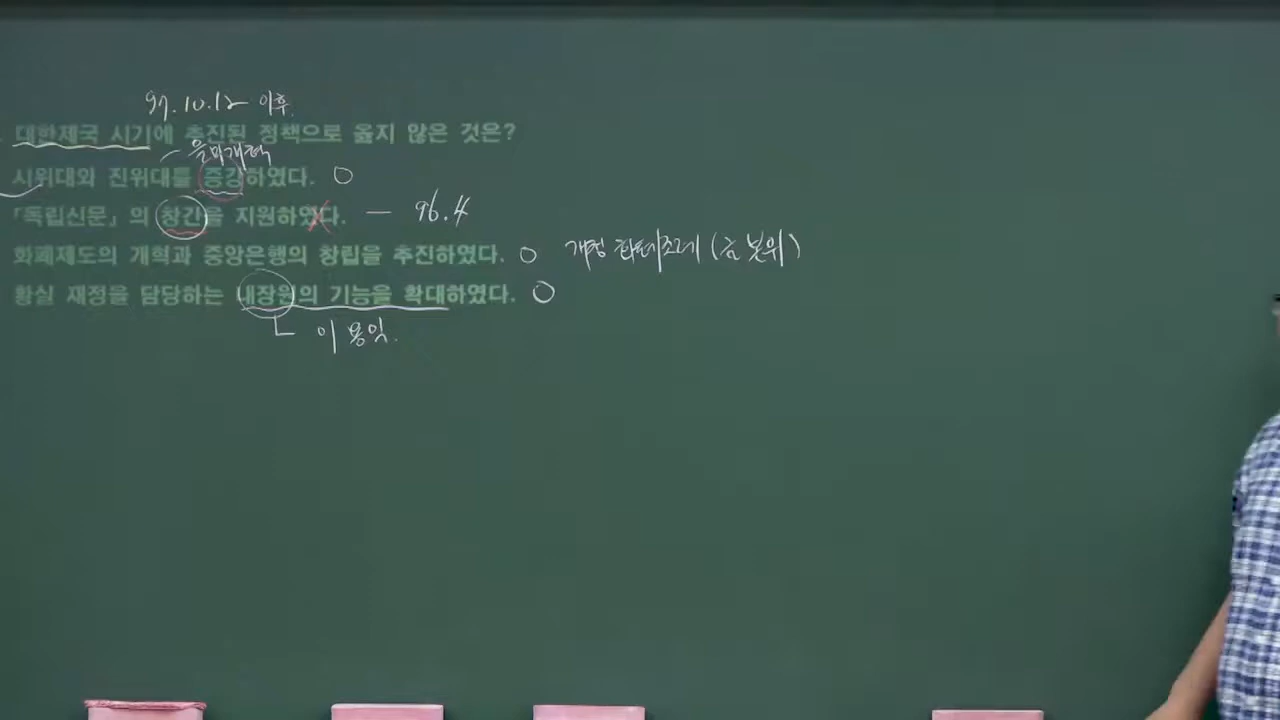 97.10.12 이후
대한제국 시기에 추진된 정책으로 옳지 않은 것은?
을미개혁
시위대와 진위대를 증강하였다. ○
「독립신문」의 창간을 지원하였다. X — 96.4
화폐제도의 개혁과 중앙은행의 창립을 추진하였다. ○ 개정 화폐조례 (금 본위)
황실 재정을 담당하는 내장원의 기능을 확대하였다. ○
이용익.